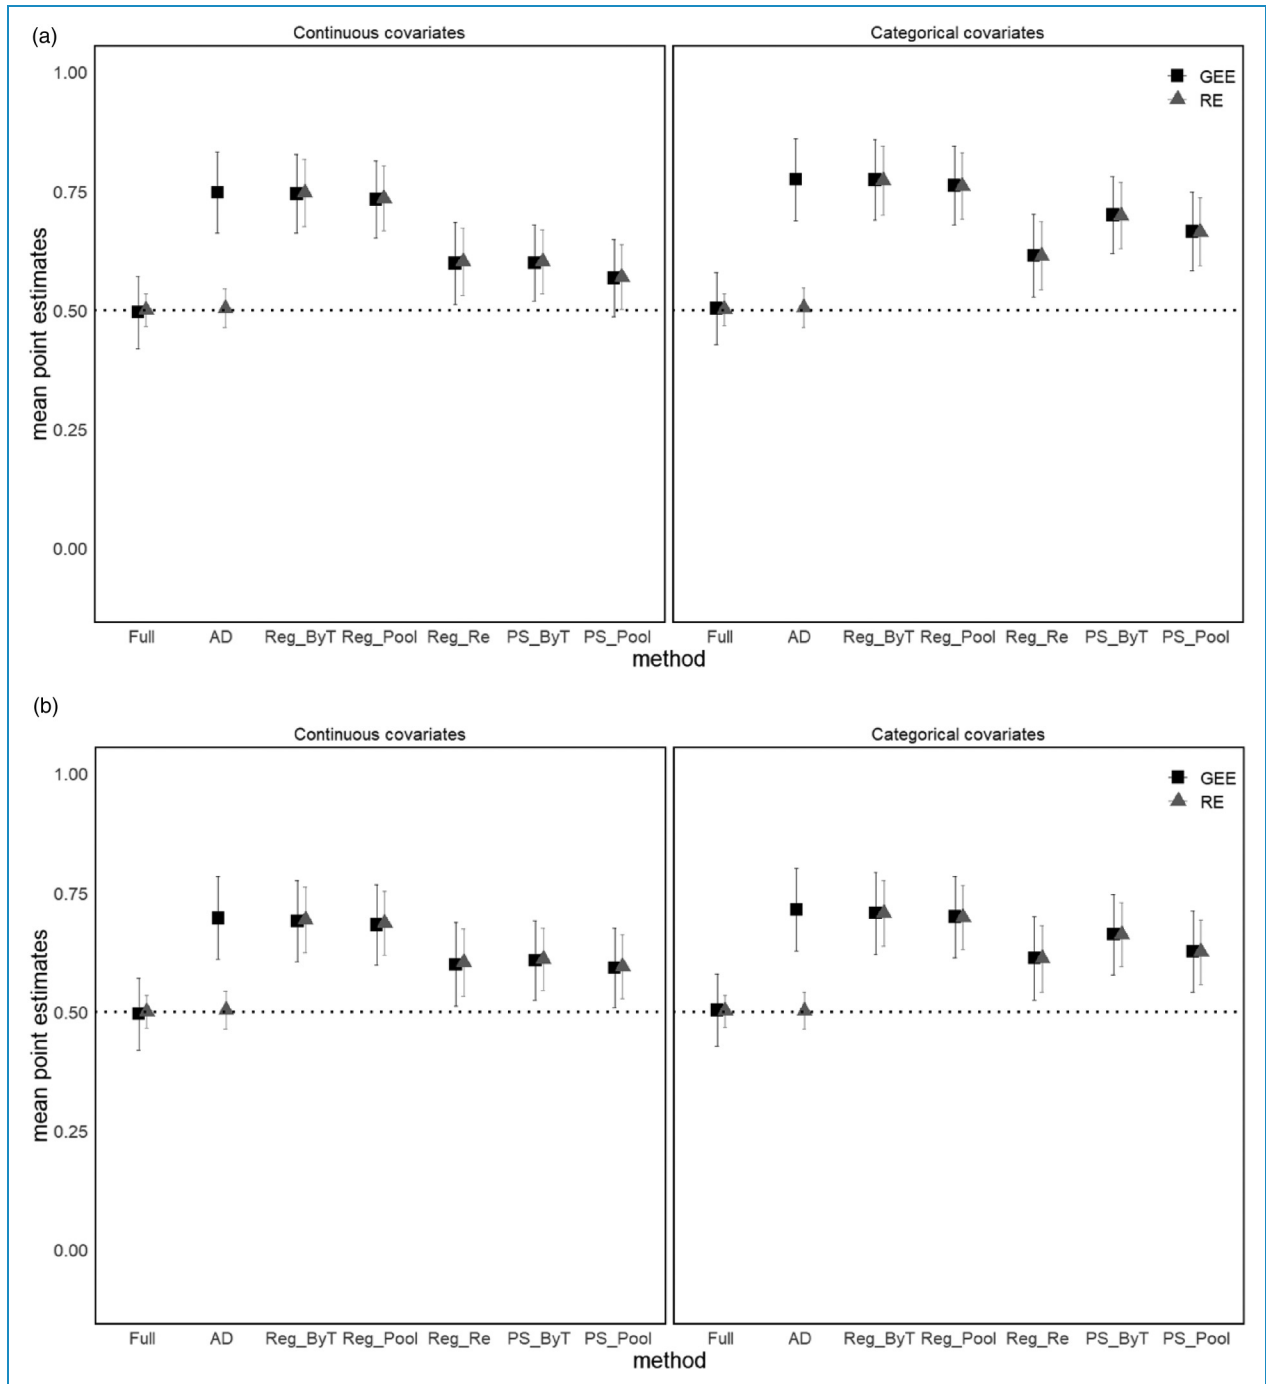 (a)
Continuous covariates
Categorical covariates
GEE
RE
mean point estimates
1.00
0.75
0.50
0.25
0.00
Full AD Reg_ByT Reg_Pool Reg_Re PS_ByT PS_Pool
Full AD Reg_ByT Reg_Pool Reg_Re PS_ByT PS_Pool
method
(b)
Continuous covariates
Categorical covariates
GEE
RE
mean point estimates
1.00
0.75
0.50
0.25
0.00
Full AD Reg_ByT Reg_Pool Reg_Re PS_ByT PS_Pool
Full AD Reg_ByT Reg_Pool Reg_Re PS_ByT PS_Pool
method